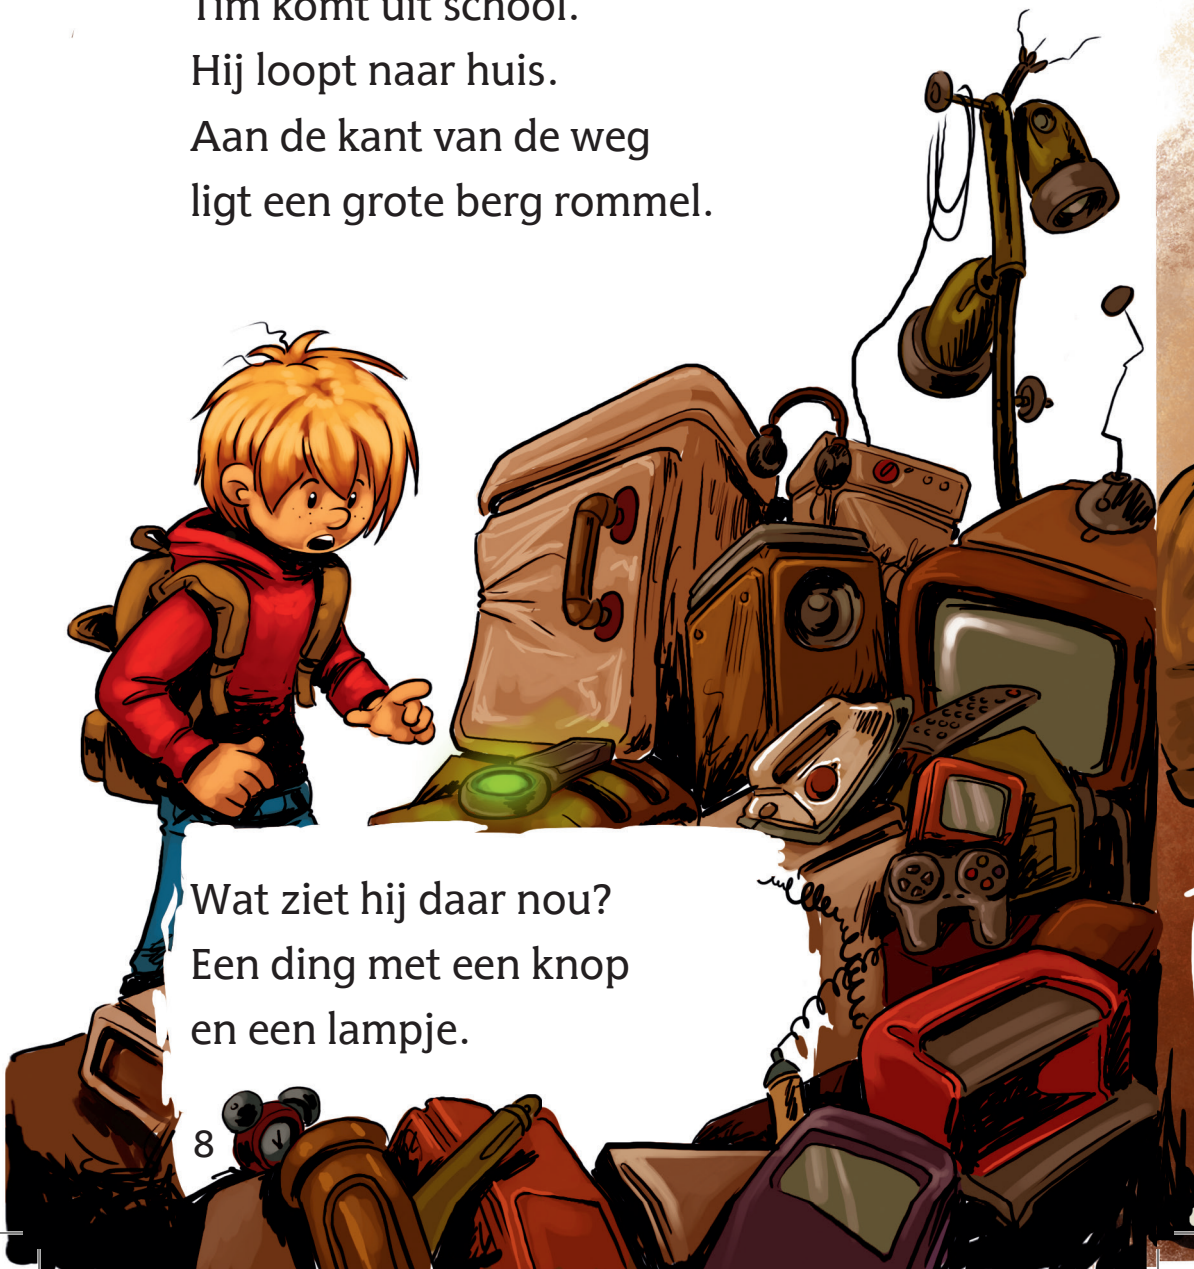 Tim komt uit school.
Hij loopt naar huis.
Aan de kant van de weg
ligt een grote berg rommel.
Wat ziet hij daar nou?
Een ding met een knop
en een lampje.
8